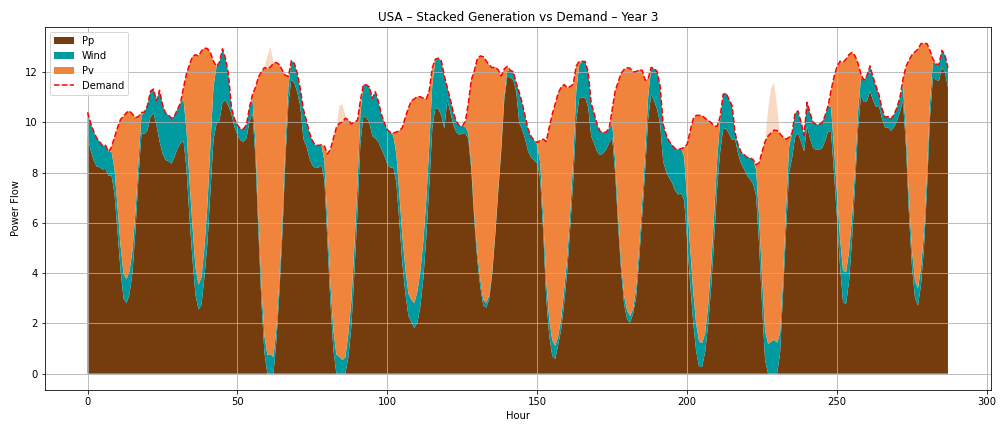 USA – Stacked Generation vs Demand – Year 3
Pp
Wind
Pv
Demand
Power Flow
12
10
8
6
4
2
0
0 50 100 150 200 250 300
Hour